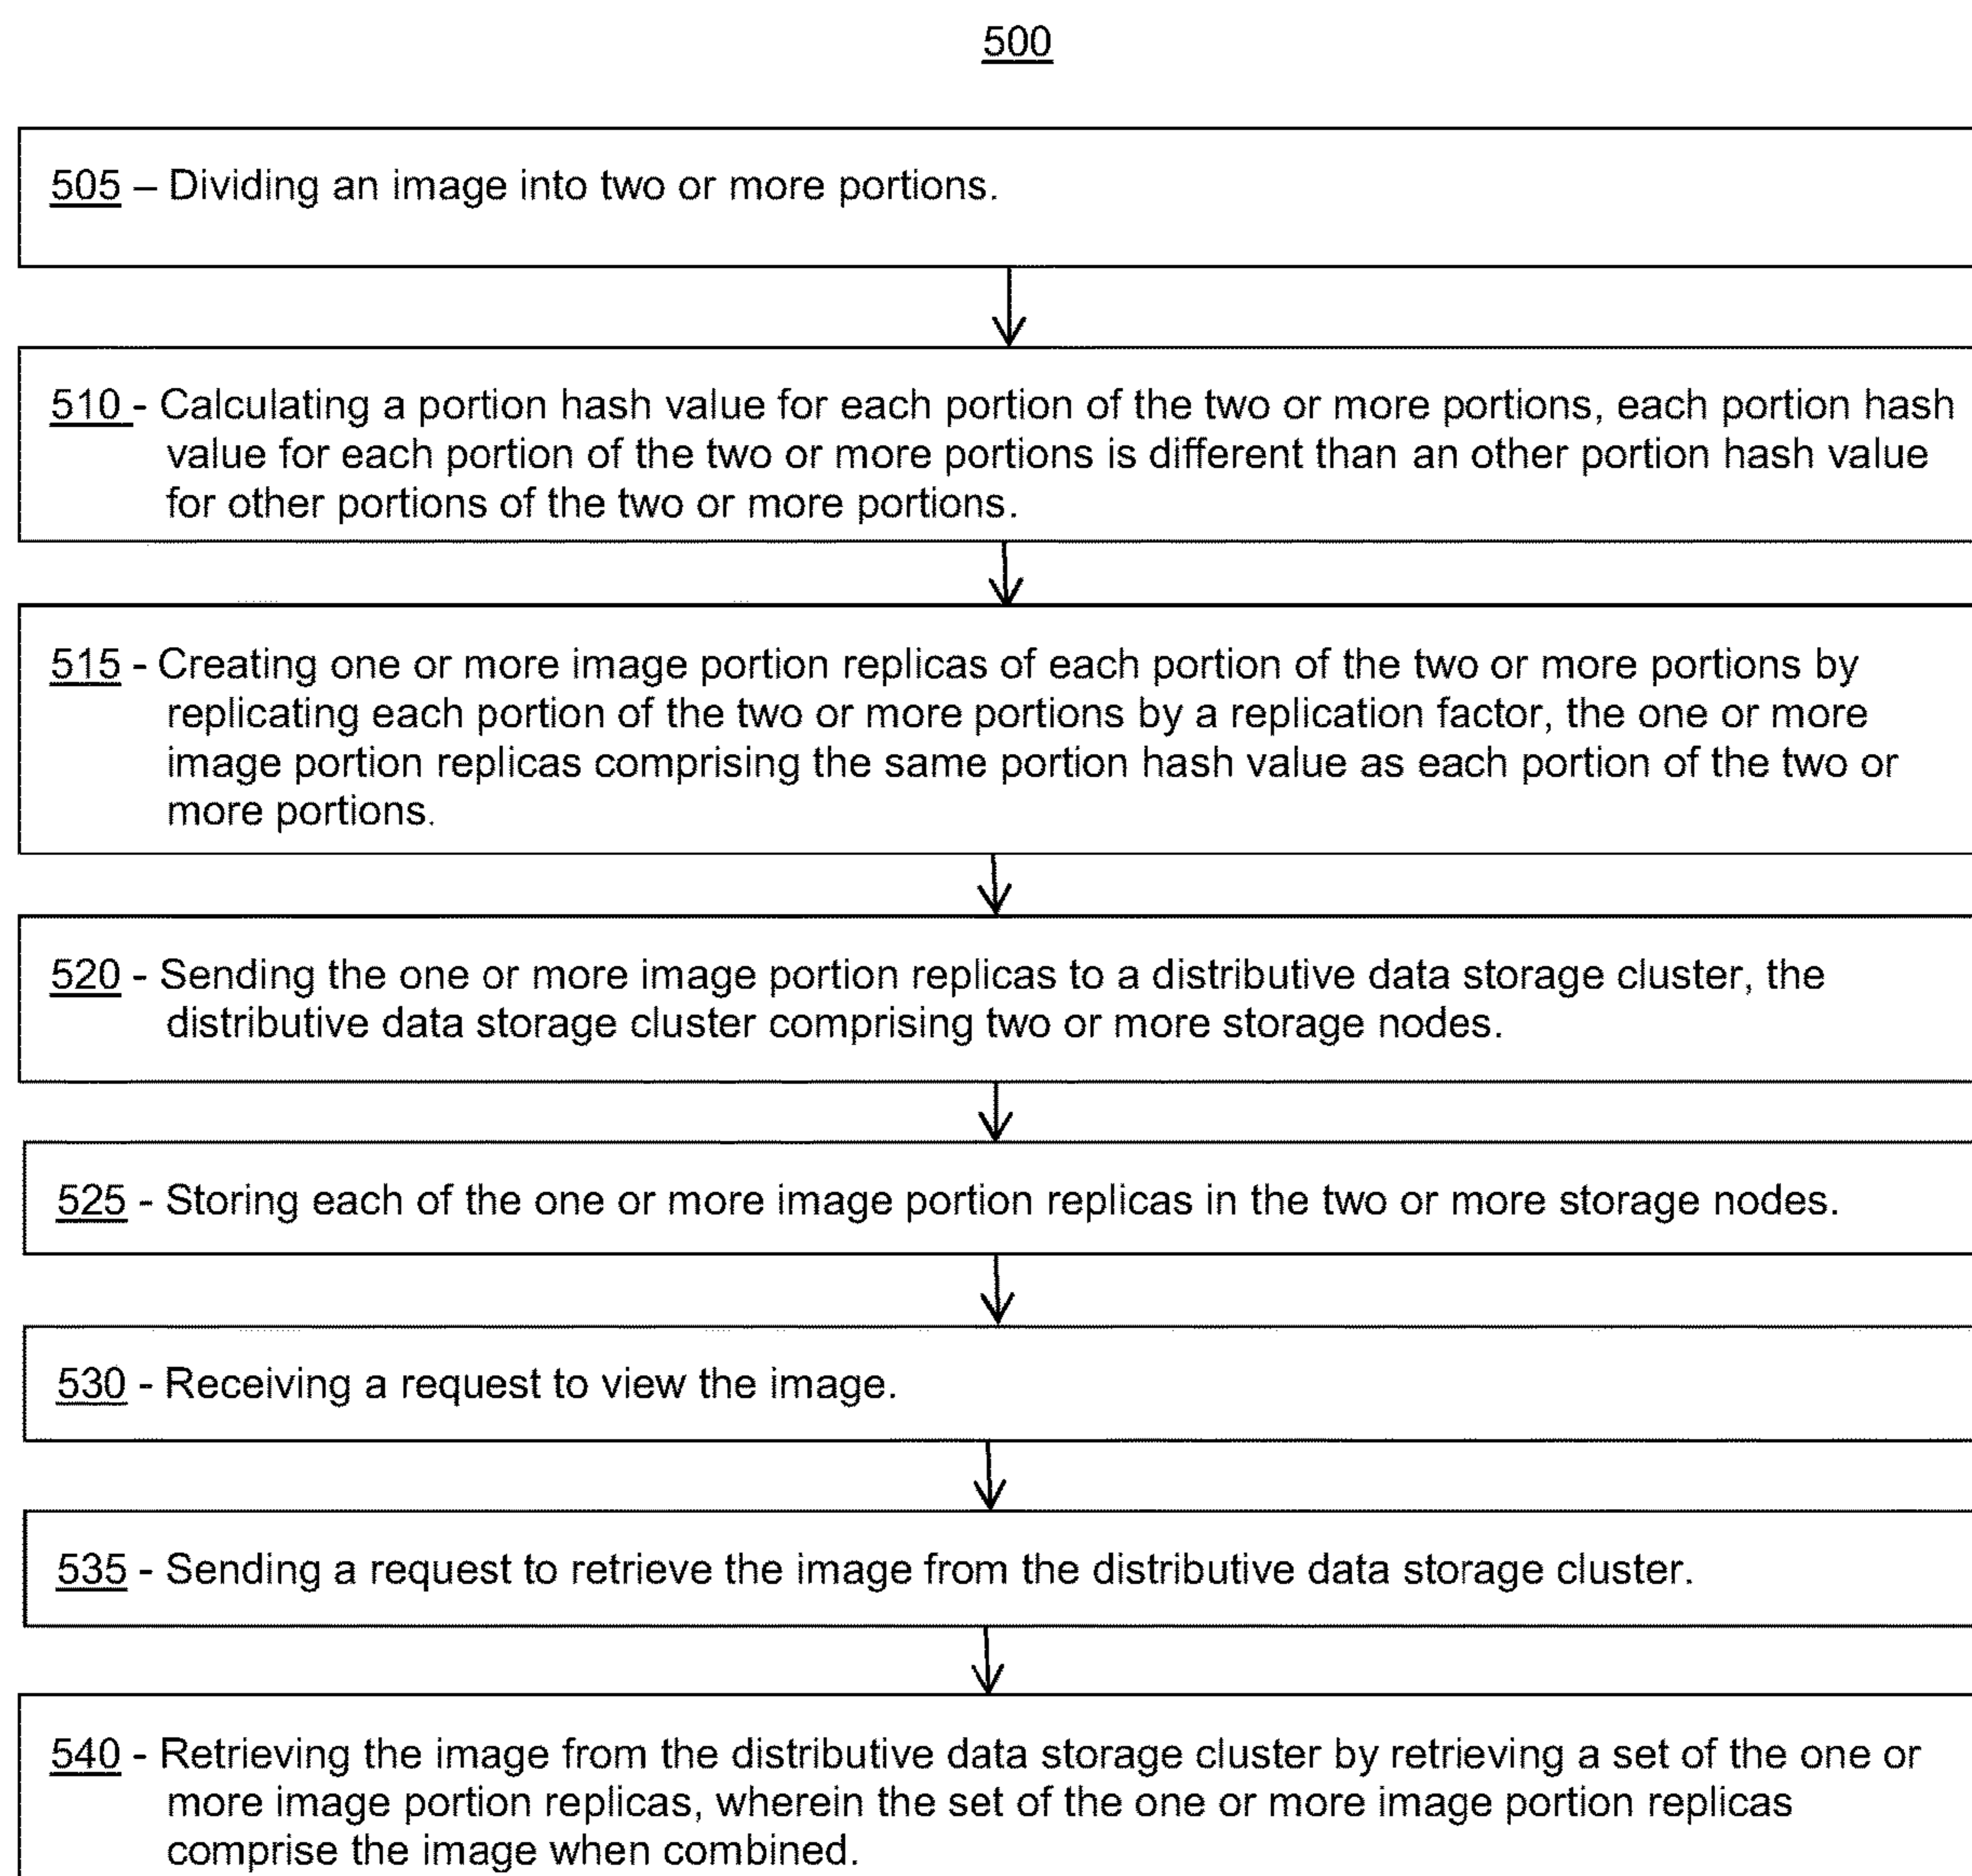 500
505 – Dividing an image into two or more portions.
510 - Calculating a portion hash value for each portion of the two or more portions, each portion hash
value for each portion of the two or more portions is different than an other portion hash value
for other portions of the two or more portions.
515 - Creating one or more image portion replicas of each portion of the two or more portions by
replicating each portion of the two or more portions by a replication factor, the one or more
image portion replicas comprising the same portion hash value as each portion of the two or
more portions.
520 - Sending the one or more image portion replicas to a distributive data storage cluster, the
distributive data storage cluster comprising two or more storage nodes.
525 - Storing each of the one or more image portion replicas in the two or more storage nodes.
530 - Receiving a request to view the image.
535 - Sending a request to retrieve the image from the distributive data storage cluster.
540 - Retrieving the image from the distributive data storage cluster by retrieving a set of the one or
more image portion replicas, wherein the set of the one or more image portion replicas
comprise the image when combined.